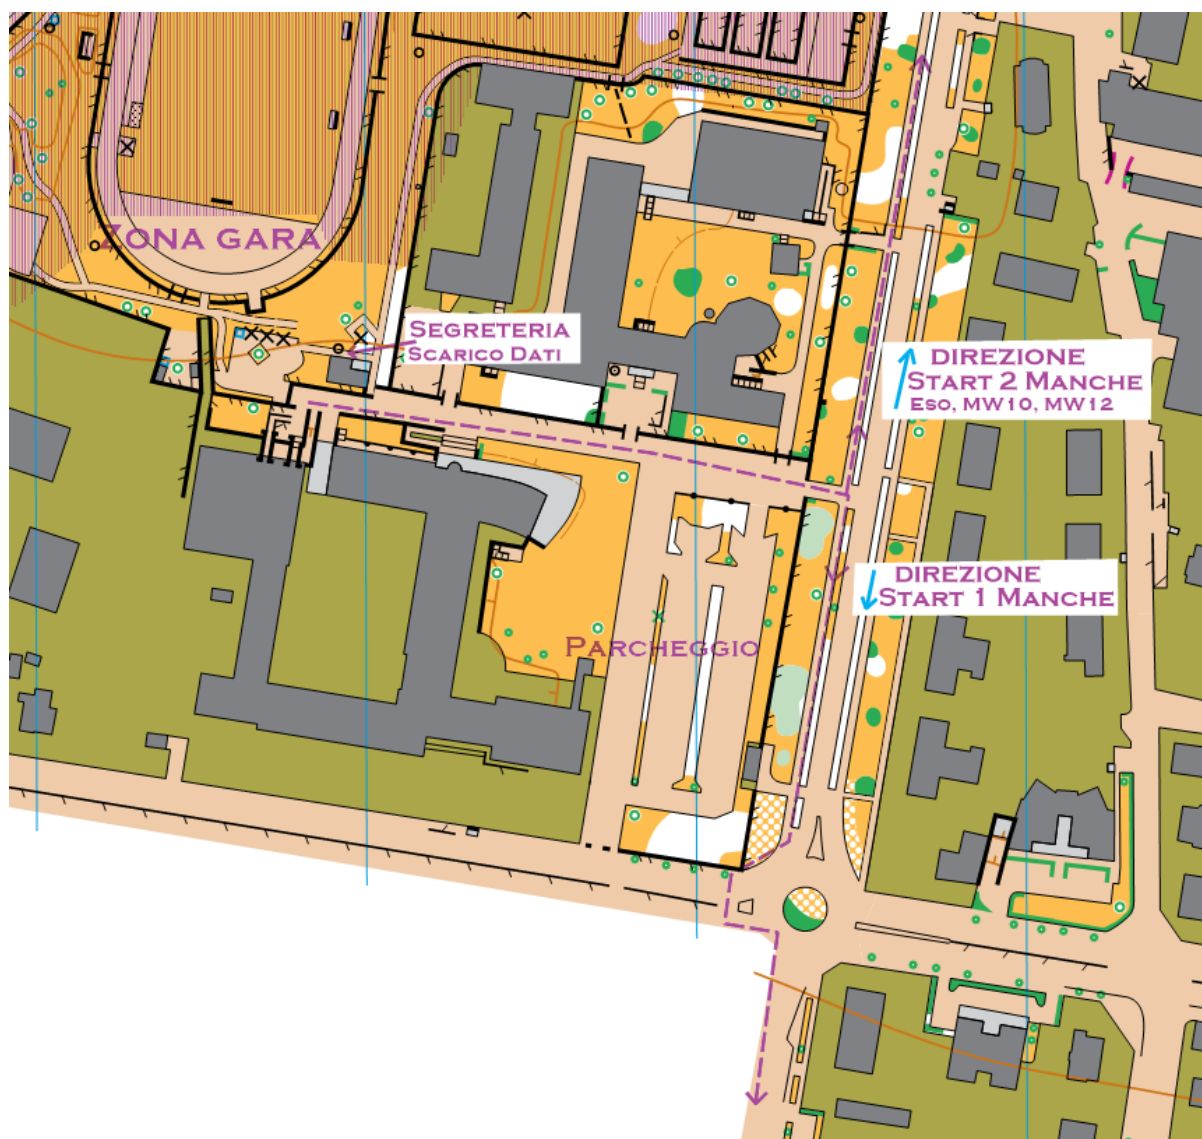 ZONA GARA
SEGRETERIA
SCARICO DATI
DIREZIONE
START 2 MANCHE
ESO, MW10, MW12
DIREZIONE
START 1 MANCHE
PARCHEGGIO